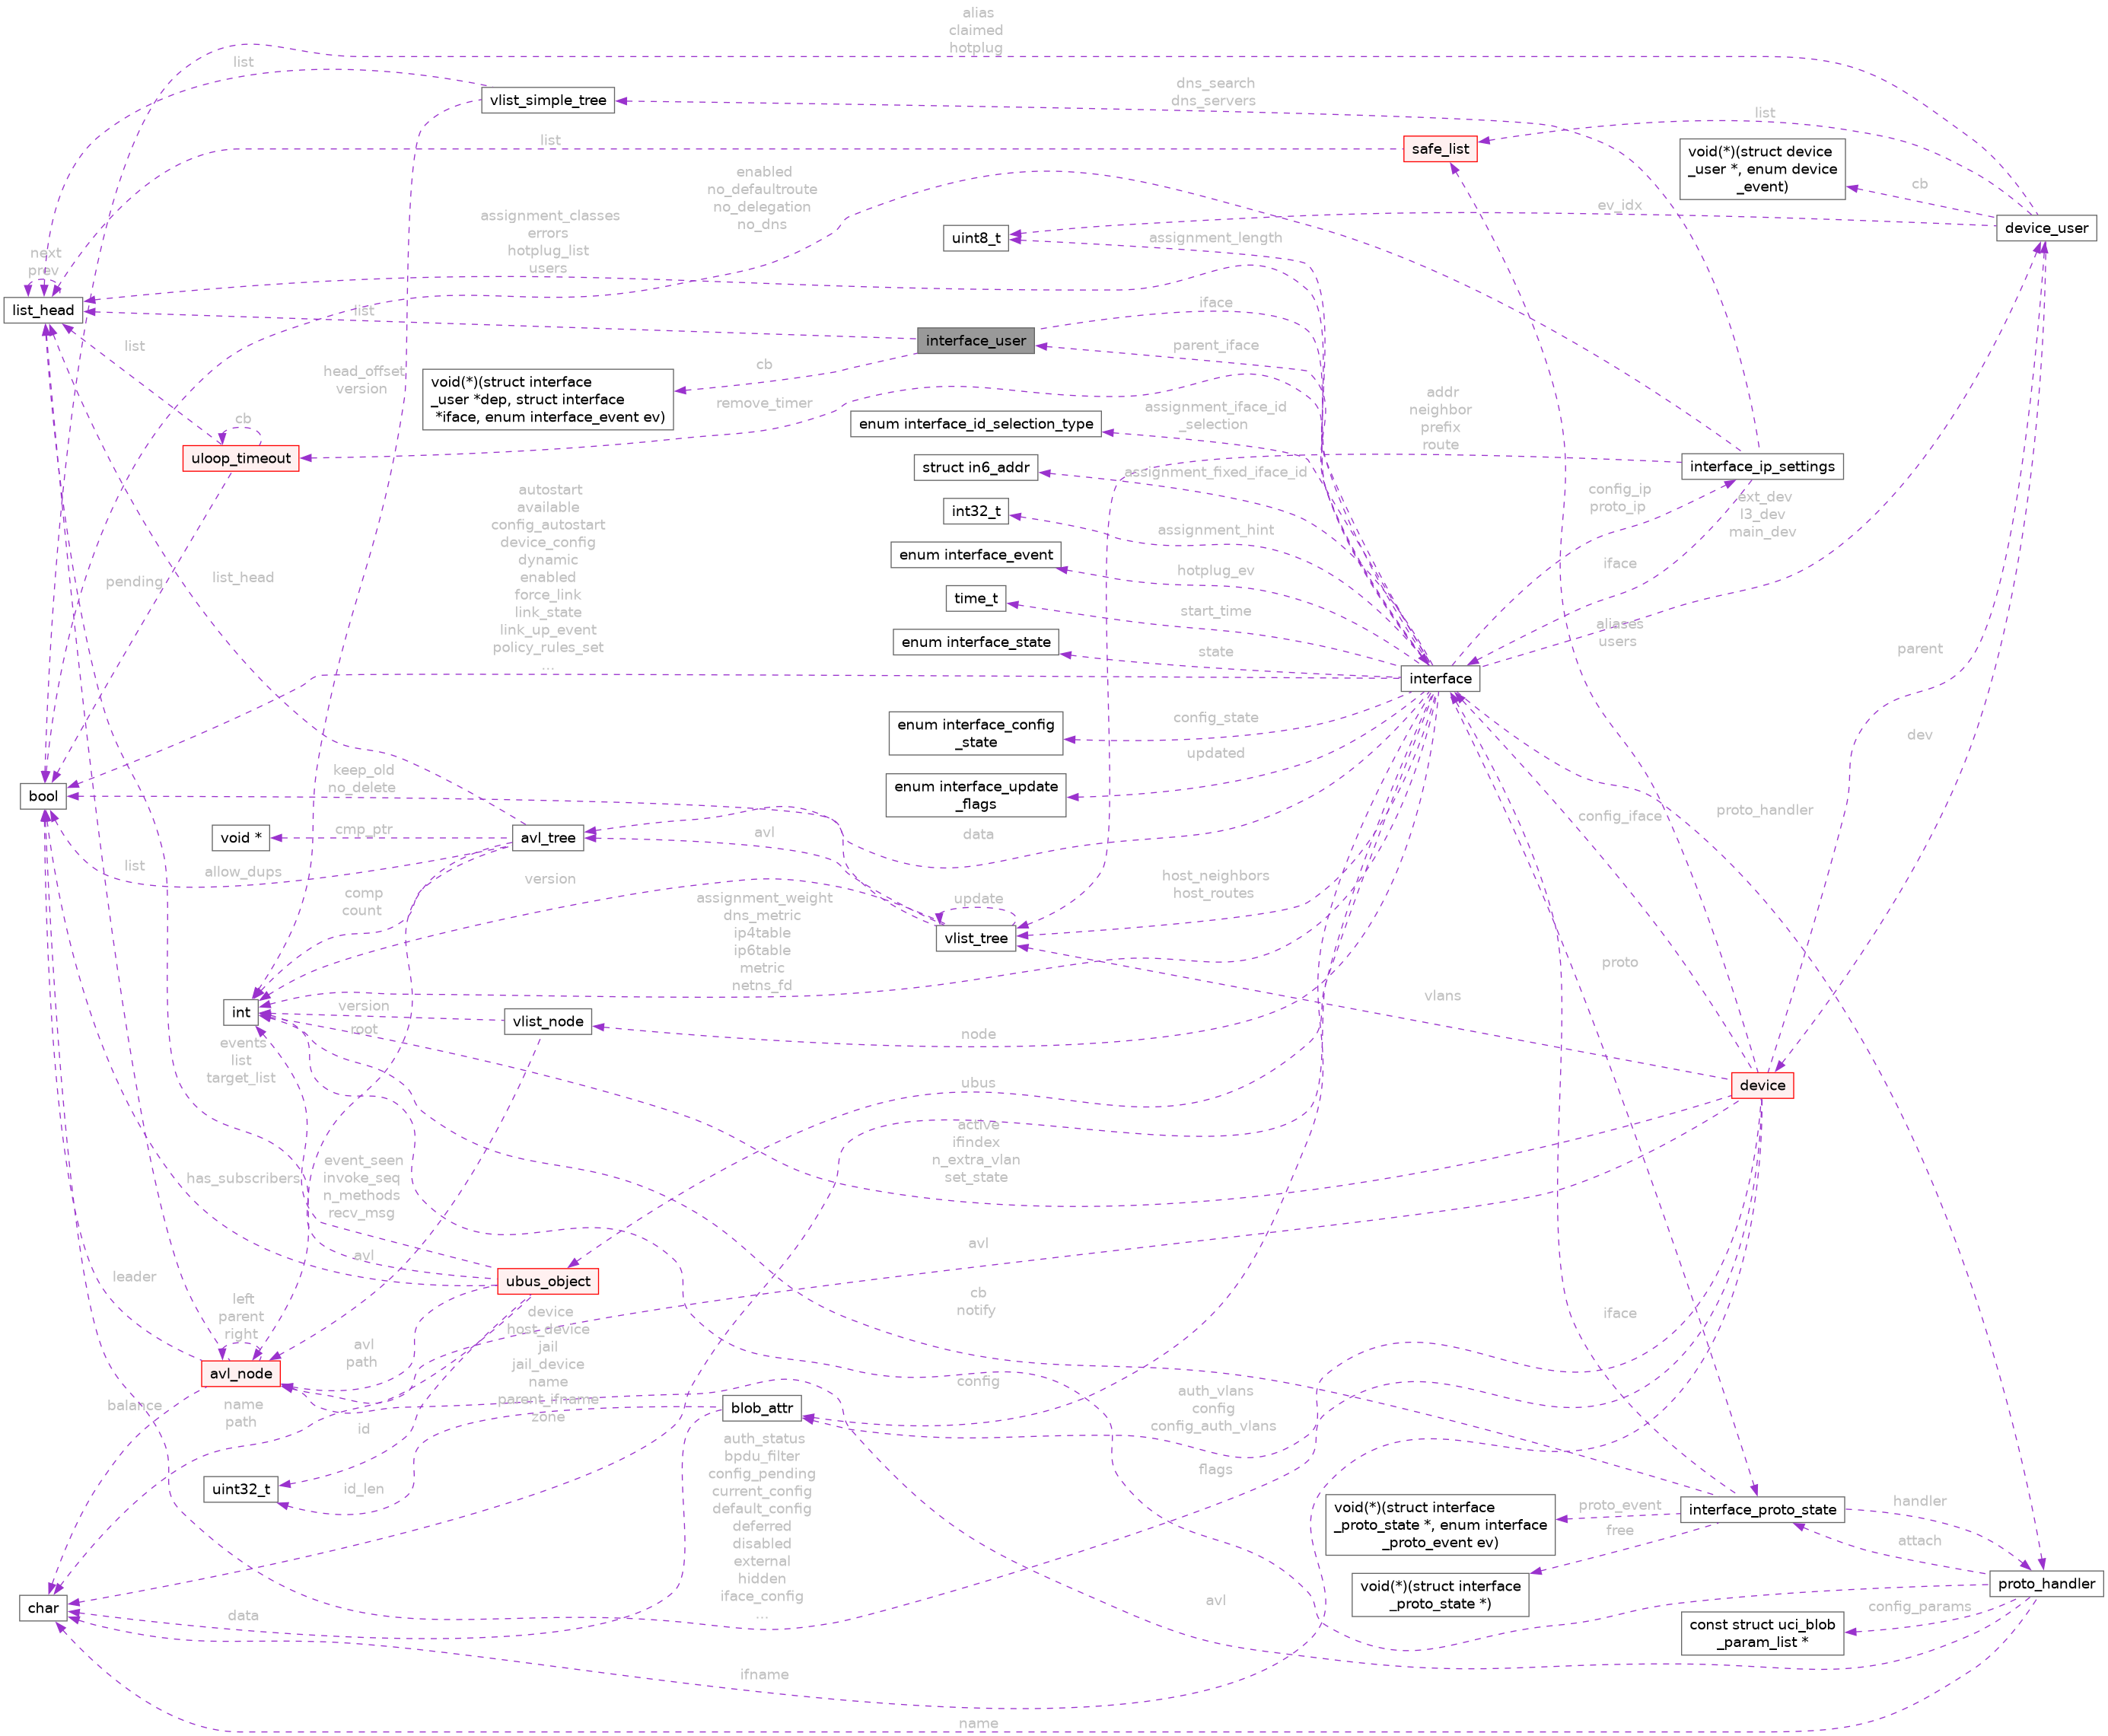 alias
claimed
hotplug
list
vlist_simple_tree
dns_search
dns_servers
list
safe_list
list
void(*)(struct device
_user *, enum device
_event)
cb
device_user
enabled
no_defaultroute
no_delegation
no_dns
assignment_classes
errors
hotplug_list
users
uint8_t
ev_idx
assignment_length
next
prev
list_head
list
interface_user
iface
parent_iface
cb
void(*)(struct interface
_user *dep, struct interface
*iface, enum interface_event ev)
head_offset
version
list
cb
uloop_timeout
remove_timer
enum interface_id_selection_type
assignment_iface_id
_selection
addr
neighbor
prefix
route
struct in6_addr
assignment_fixed_iface_id
interface_ip_settings
config_ip
proto_ip
ext_dev
l3_dev
main_dev
int32_t
assignment_hint
enum interface_event
hotplug_ev
iface
time_t
start_time
enum interface_state
state
autostart
available
config_autostart
device_config
dynamic
enabled
force_link
link_state
link_up_event
policy_rules_set
...
list_head
pending
interface
aliases
users
parent
enum interface_config
_state
config_state
enum interface_update
_flags
updated
dev
bool
keep_old
no_delete
void *
cmp_ptr
avl_tree
avl
data
config_iface
proto_handler
list
allow_dups
comp
count
version
host_neighbors
host_routes
update
vlist_tree
assignment_weight
dns_metric
ip4table
ip6table
metric
netns_fd
proto
vlans
int
version
vlist_node
root
node
events
list
target_list
ubus
device
active
ifindex
n_extra_vlan
set_state
has_subscribers
event_seen
invoke_seq
n_methods
recv_msg
avl
avl
leader
ubus_object
left
parent
right
cb
notify
iface
device
host_device
jail
jail_device
name
parent_ifname
zone
avl
path
avl_node
balance
name
path
id
config
blob_attr
auth_vlans
config
config_auth_vlans
uint32_t
id_len
auth_status
bpdu_filter
config_pending
current_config
default_config
deferred
disabled
external
hidden
iface_config
...
flags
void(*)(struct interface
_proto_state *, enum interface
_proto_event ev)
proto_event
free
interface_proto_state
handler
attach
void(*)(struct interface
_proto_state *)
proto_handler
char
data
avl
config_params
const struct uci_blob
_param_list *
ifname
name